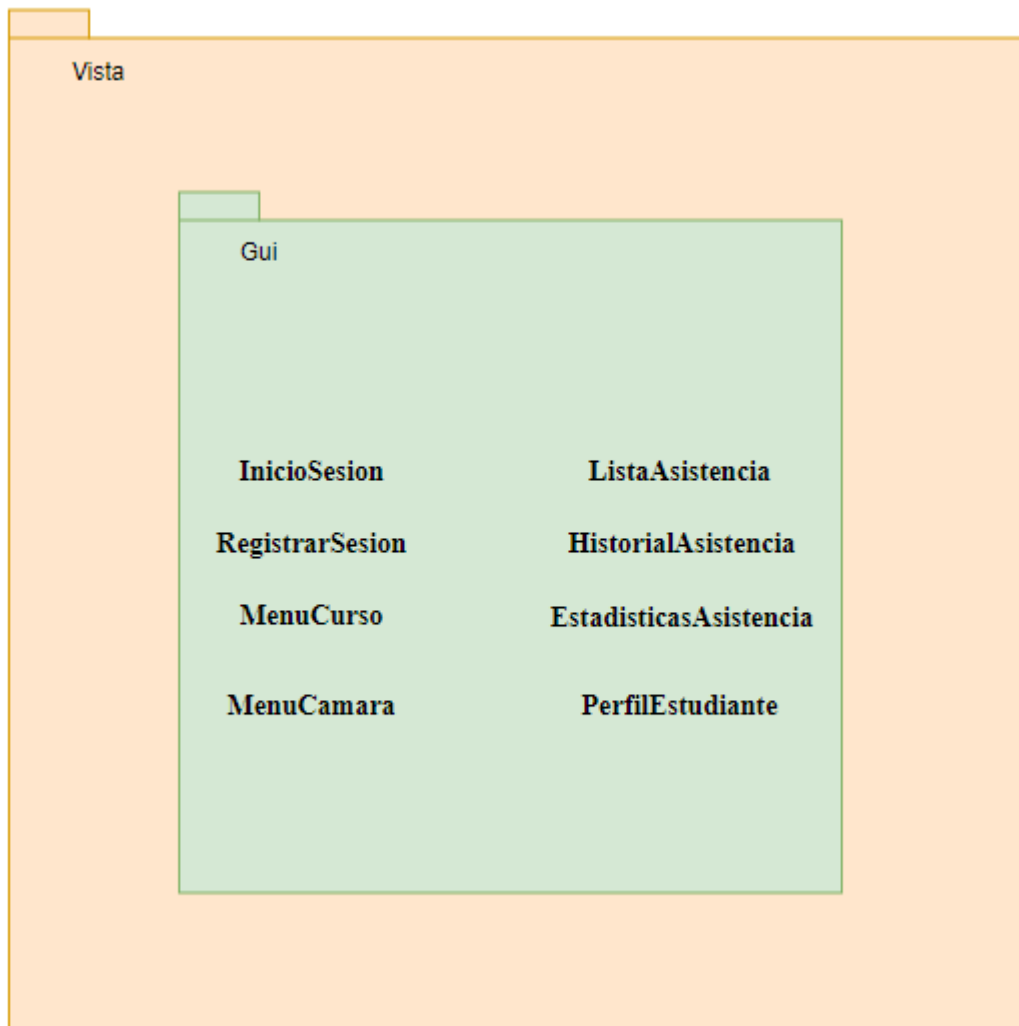 Vista
Gui
InicioSesion
ListaAsistencia
RegistrarSesion
HistorialAsistencia
MenuCurso
EstadisticasAsistencia
MenuCamara
PerfilEstudiante